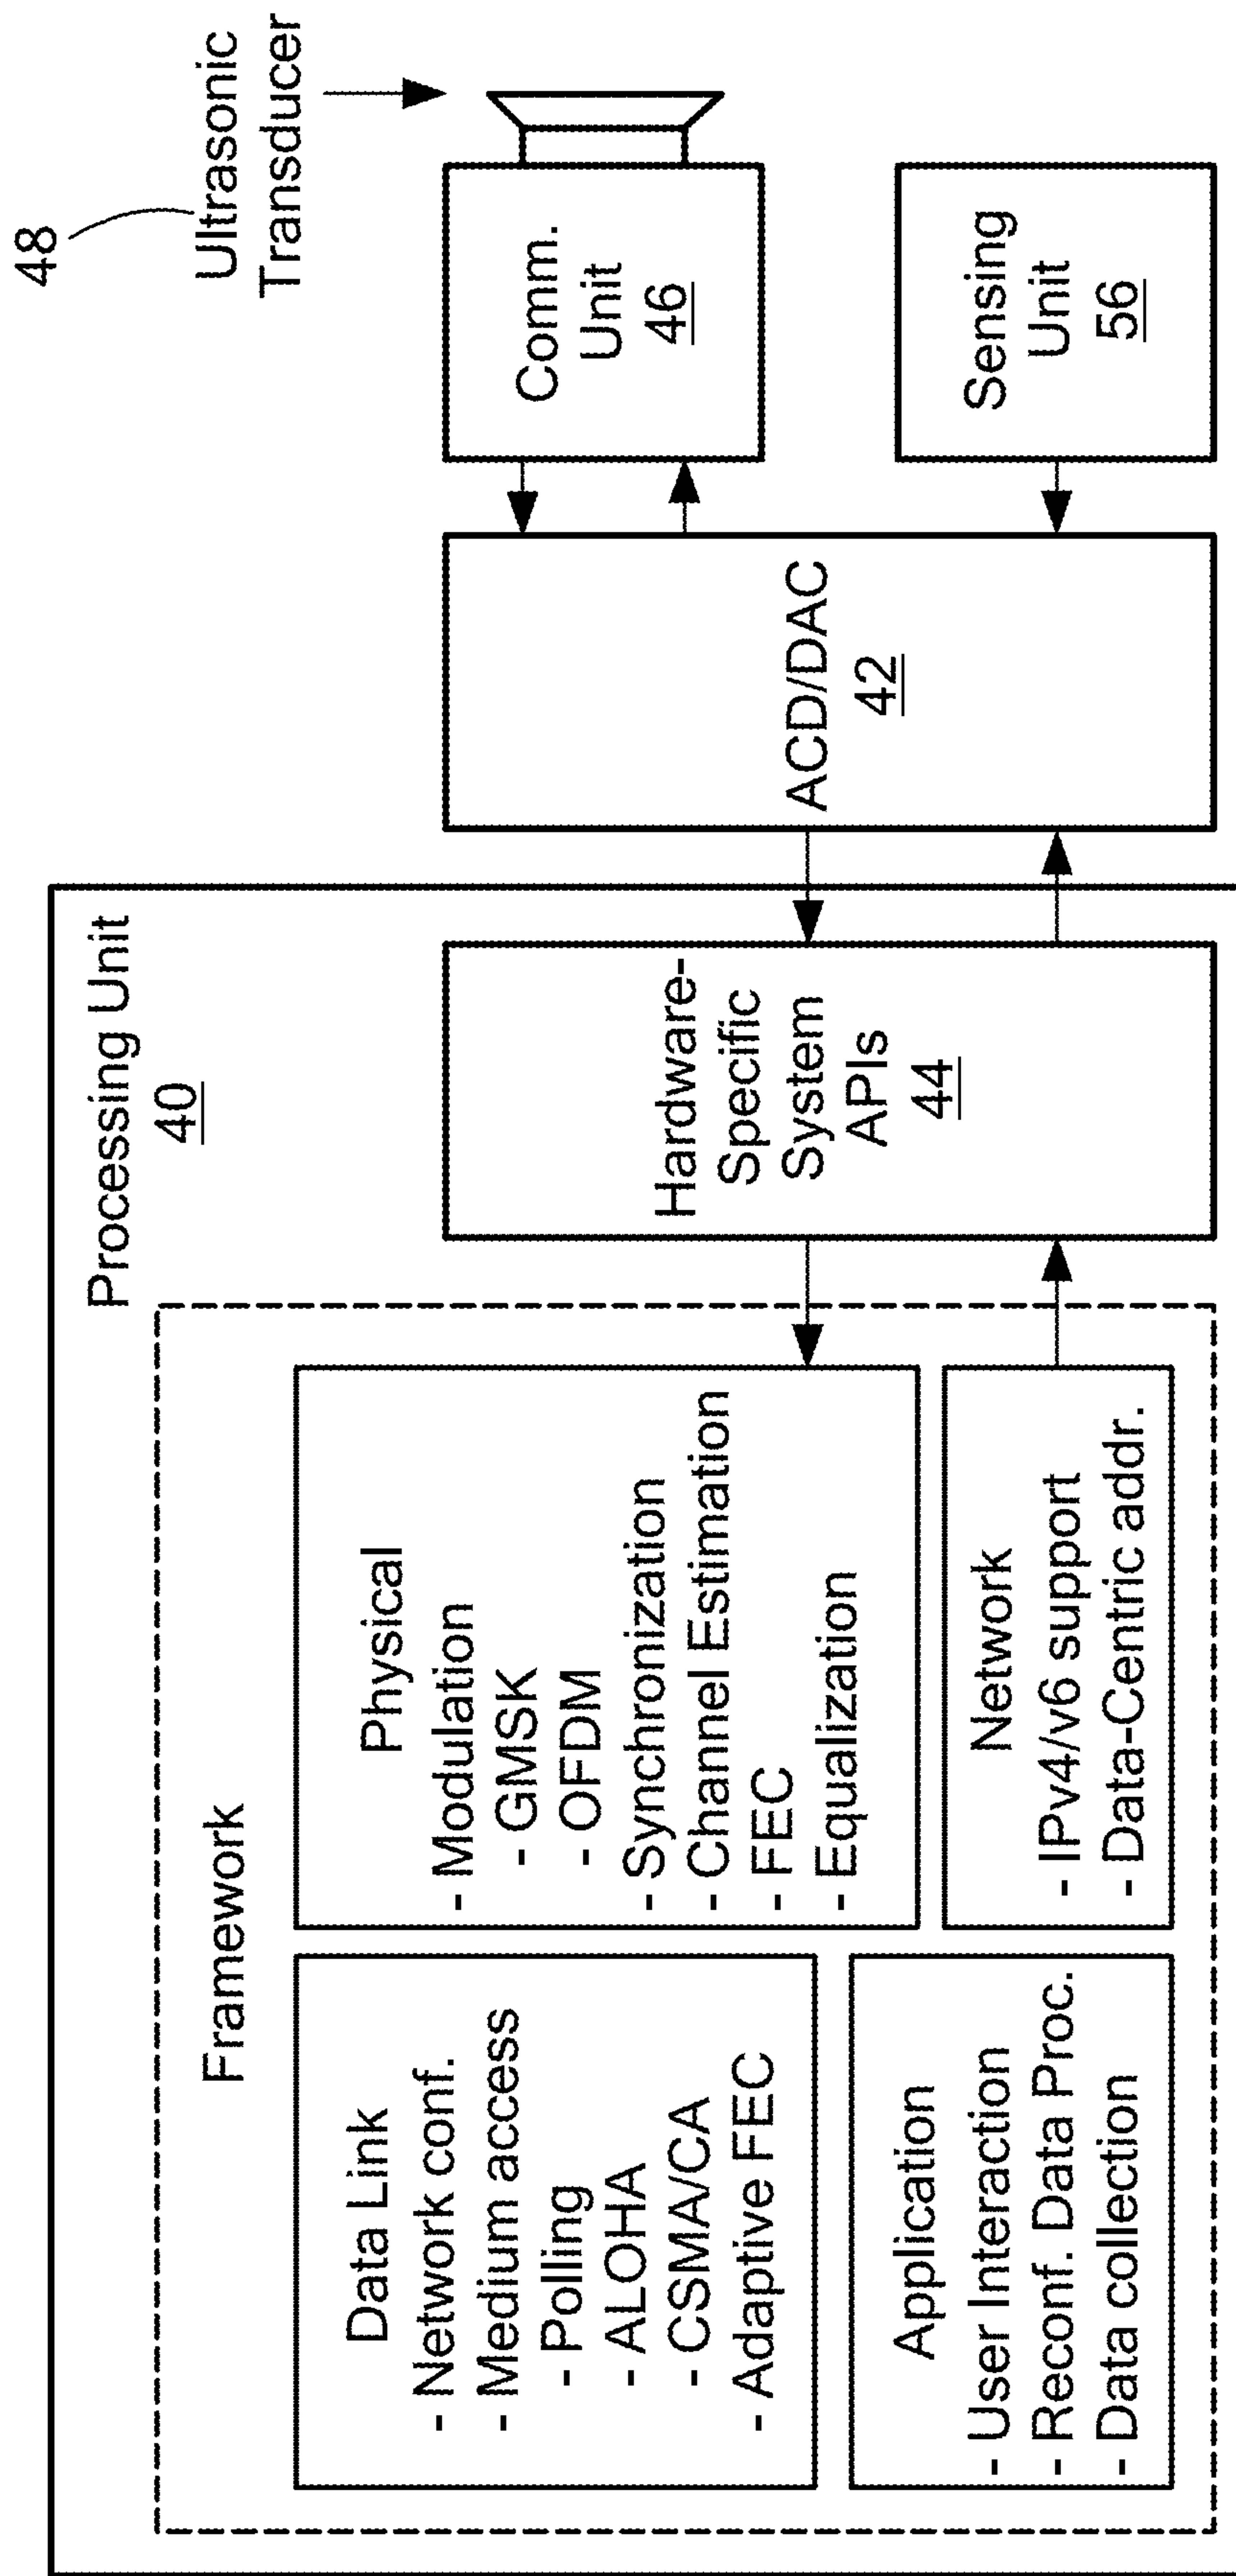 Processing Unit
40
Framework
Data Link
- Network conf.
- Medium access
- Polling
- ALOHA
- CSMA/CA
- Adaptive FEC
Physical
- Modulation
- GMSK
- OFDM
- Synchronization
- Channel Estimation
- FEC
- Equalization
Application
- User Interaction
- Reconf. Data Proc.
- Data collection
Network
- IPv4/v6 support
- Data-Centric addr.
Hardware-
Specific
System
APIs
44
ACD/DAC
42
48
Ultrasonic
Transducer
Comm.
Unit
46
Sensing
Unit
56